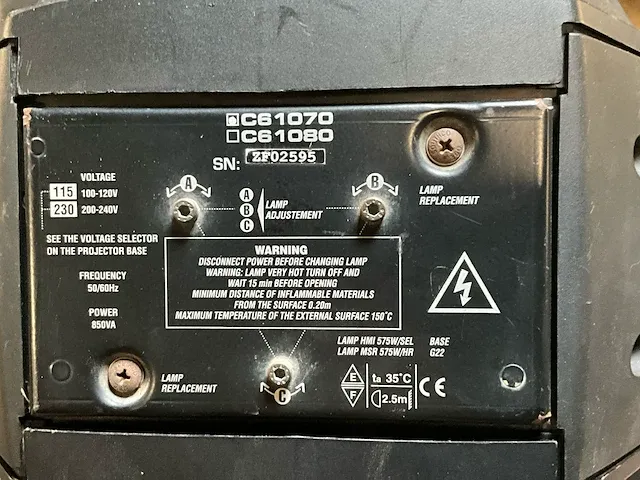 C61070
C61080
SN: ZF02595
VOLTAGE
115 100-120V
230 200-240V
SEE THE VOLTAGE SELECTOR
ON THE PROJECTOR BASE
FREQUENCY
50/60Hz
POWER
850VA
A
B
A
B
C
LAMP
ADJUSTMENT
LAMP
REPLACEMENT
WARNING
DISCONNECT POWER BEFORE CHANGING LAMP
WARNING: LAMP VERY HOT TURN OFF AND
WAIT 15 min BEFORE OPENING
MINIMUM DISTANCE OF INFLAMMABLE MATERIALS
FROM THE SURFACE 0.20m
MAXIMUM TEMPERATURE OF THE EXTERNAL SURFACE 150°C
LAMP HMI 575W/SEL BASE
LAMP MSR 575W/HR G22
LAMP
REPLACEMENT
C
E
F
ta 35°C
2.5m
CE